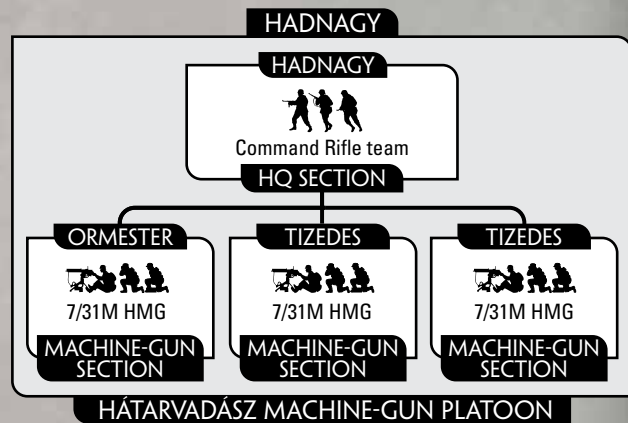 HADNAGY
HADNAGY
Command Rifle team
HQ SECTION
ORMESTER
7/31M HMG
MACHINE-GUN
SECTION
TIZEDES
7/31M HMG
MACHINE-GUN
SECTION
TIZEDES
7/31M HMG
MACHINE-GUN
SECTION
HÁTARVADÁSZ MACHINE-GUN PLATOON